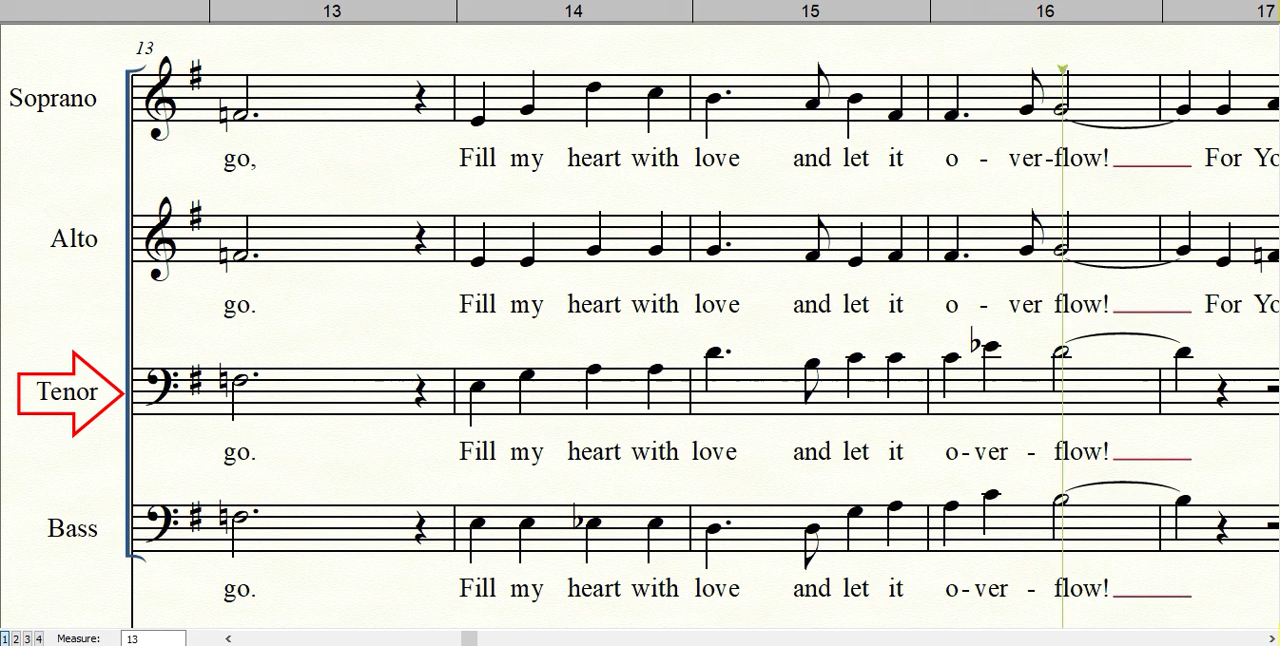 13 14 15 16 17
13
Soprano
go, Fill my heart with love and let it o - ver-flow! For Yo
Alto
go. Fill my heart with love and let it o - ver flow! For Yo
Tenor
go. Fill my heart with love and let it o-ver - flow!
Bass
go. Fill my heart with love and let it o-ver - flow!
1 2 3 4 Measure: 13 < >